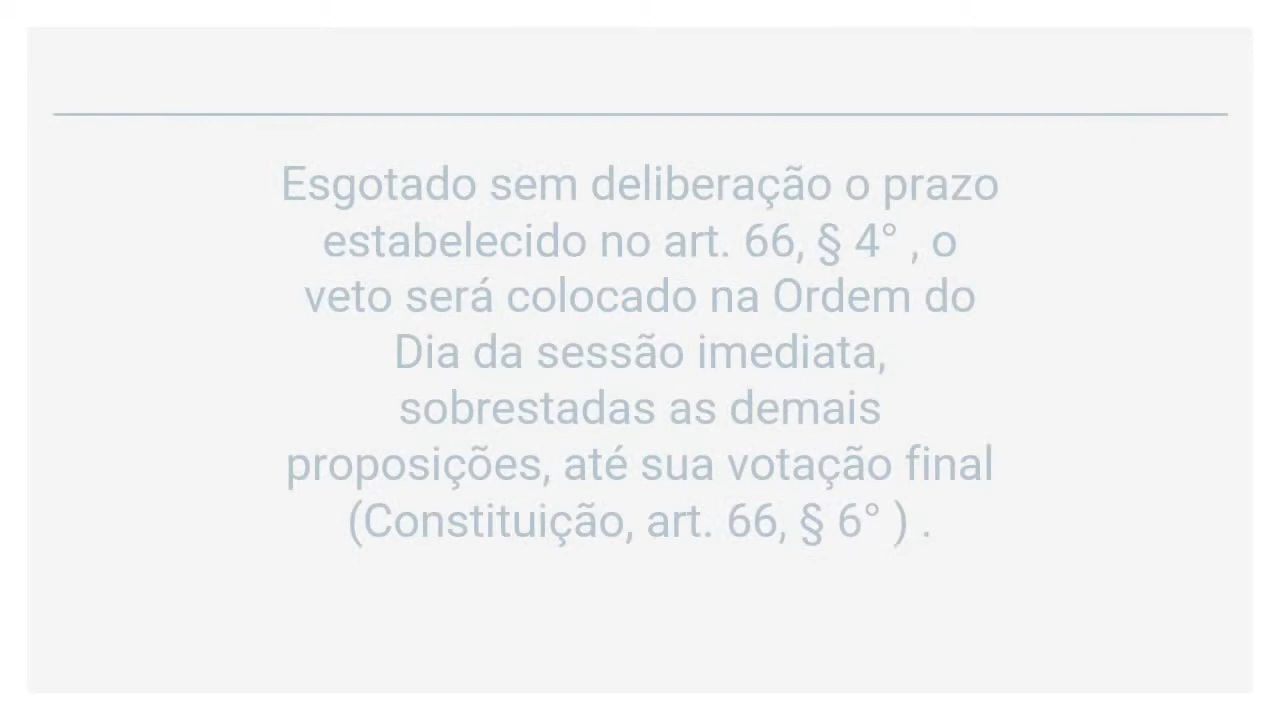 Esgotado sem deliberação o prazo
estabelecido no art. 66, § 4° , o
veto será colocado na Ordem do
Dia da sessão imediata,
sobrestadas as demais
proposições, até sua votação final
(Constituição, art. 66, § 6° ) .